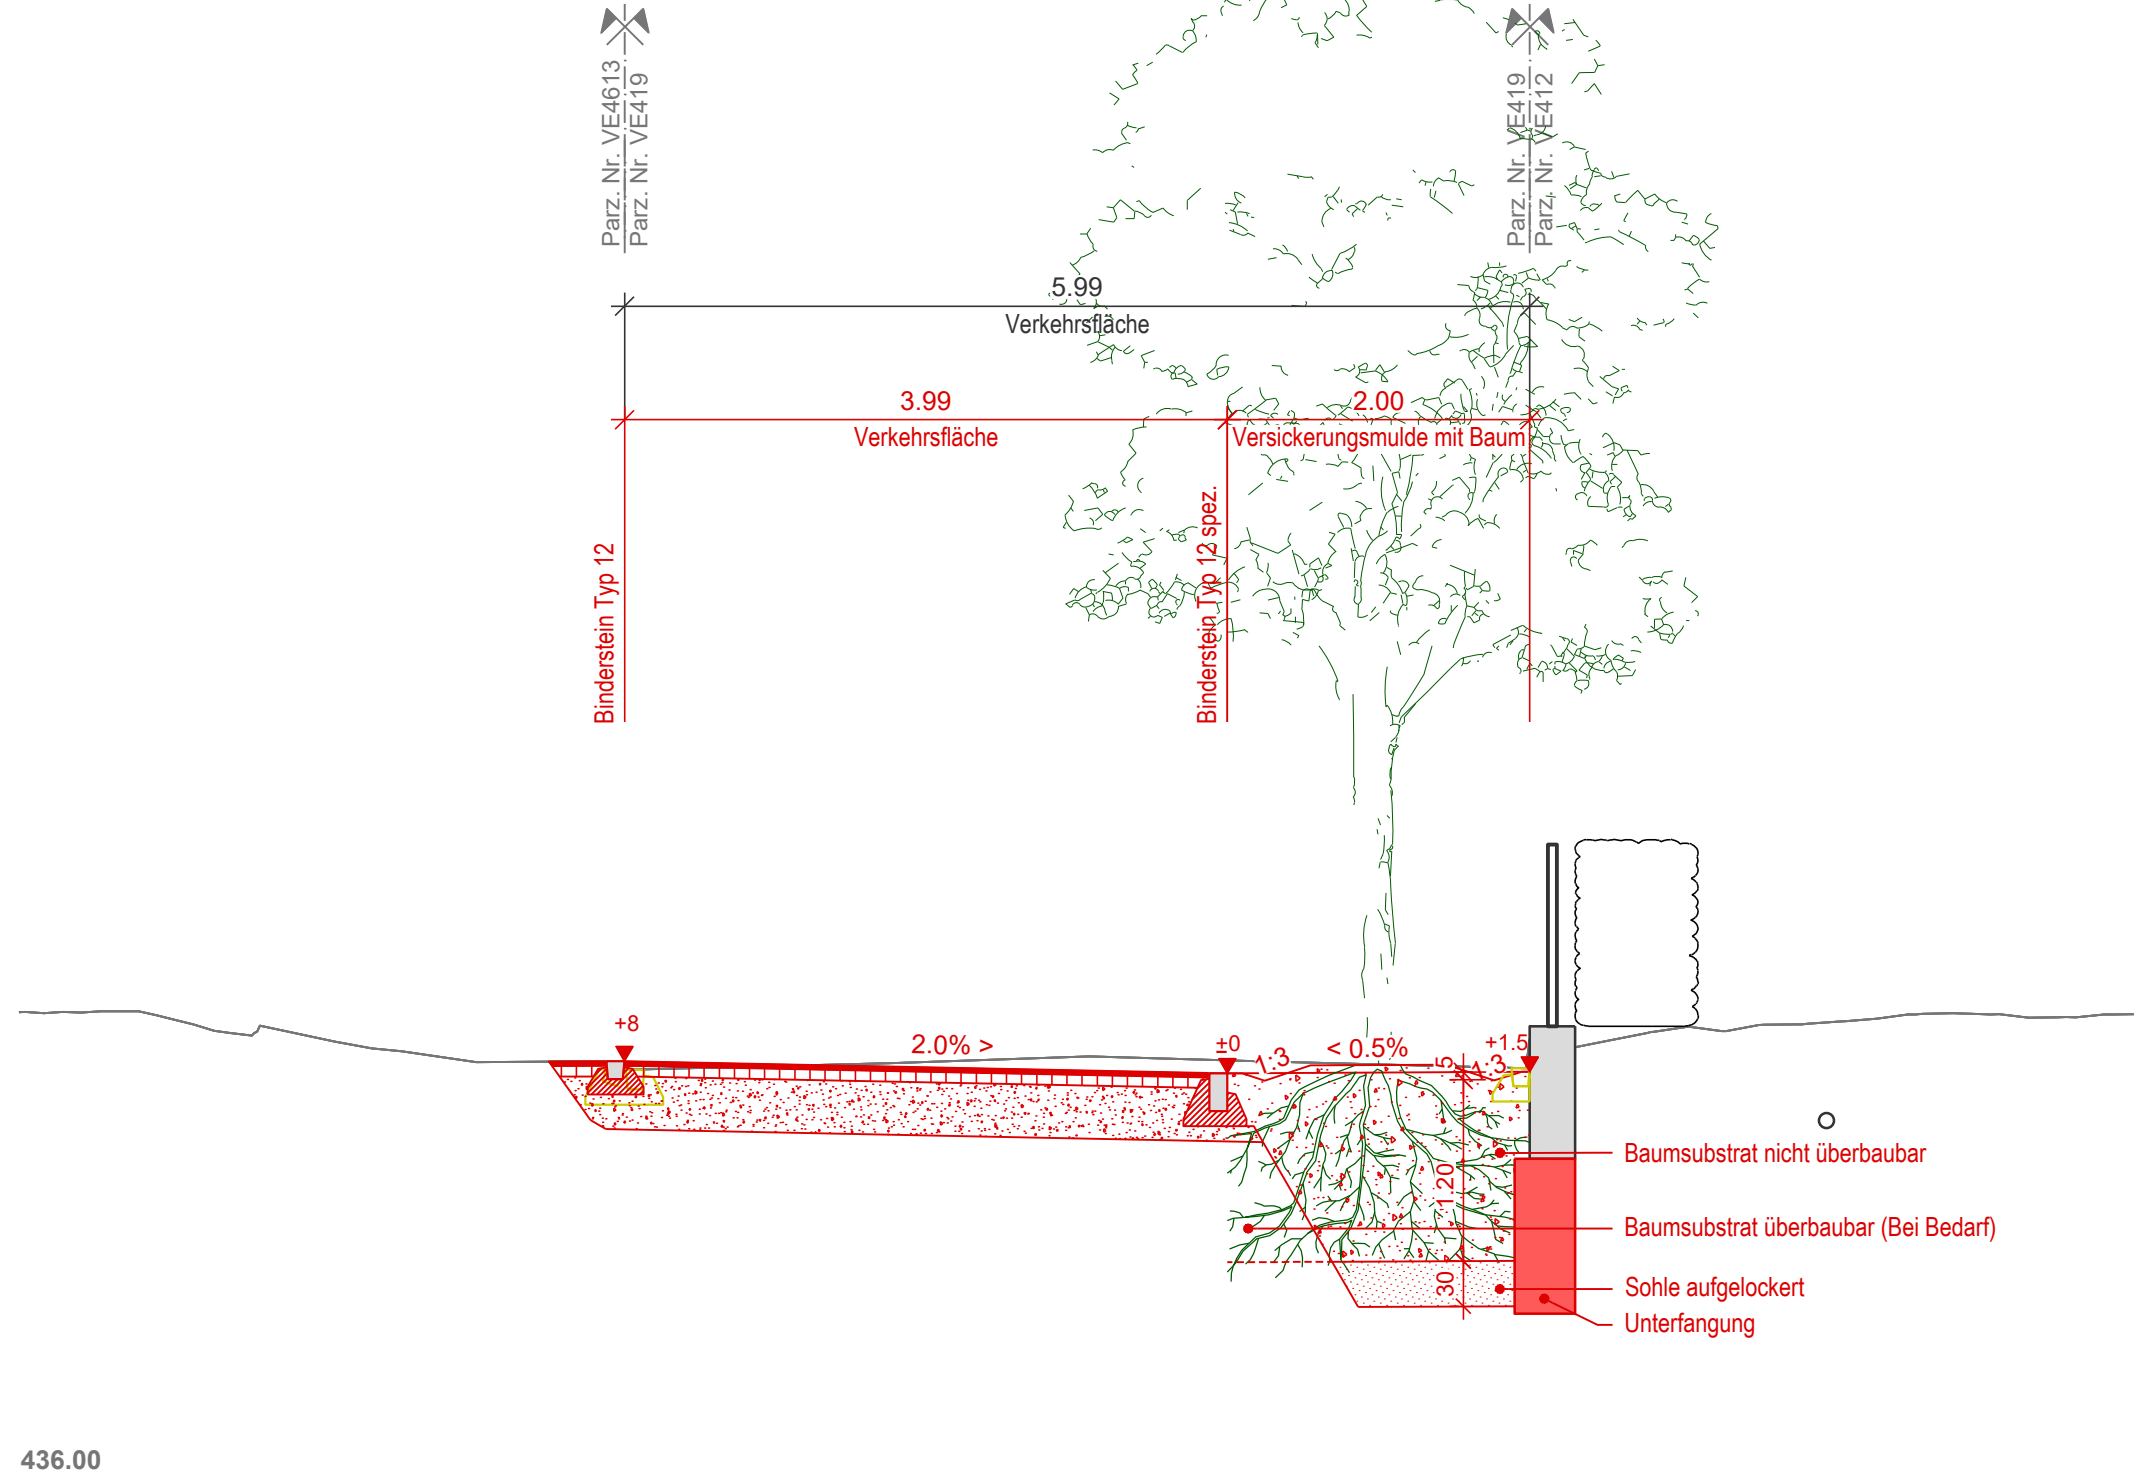 Parz. Nr. VE4613
Parz. Nr. VE419
Parz. Nr. VE419
Parz. Nr. VE412
5.99
Verkehrsfläche
3.99
Verkehrsfläche
2.00
Versickerungsmulde mit Baum
Binderstein Typ 12
Binderstein Typ 12 spez.
+8
2.0% >
±0
1:3
< 0.5%
5
1:3
+1.5
1.20
30
Baumsubstrat nicht überbaubar
Baumsubstrat überbaubar (Bei Bedarf)
Sohle aufgelockert
Unterfangung
436.00